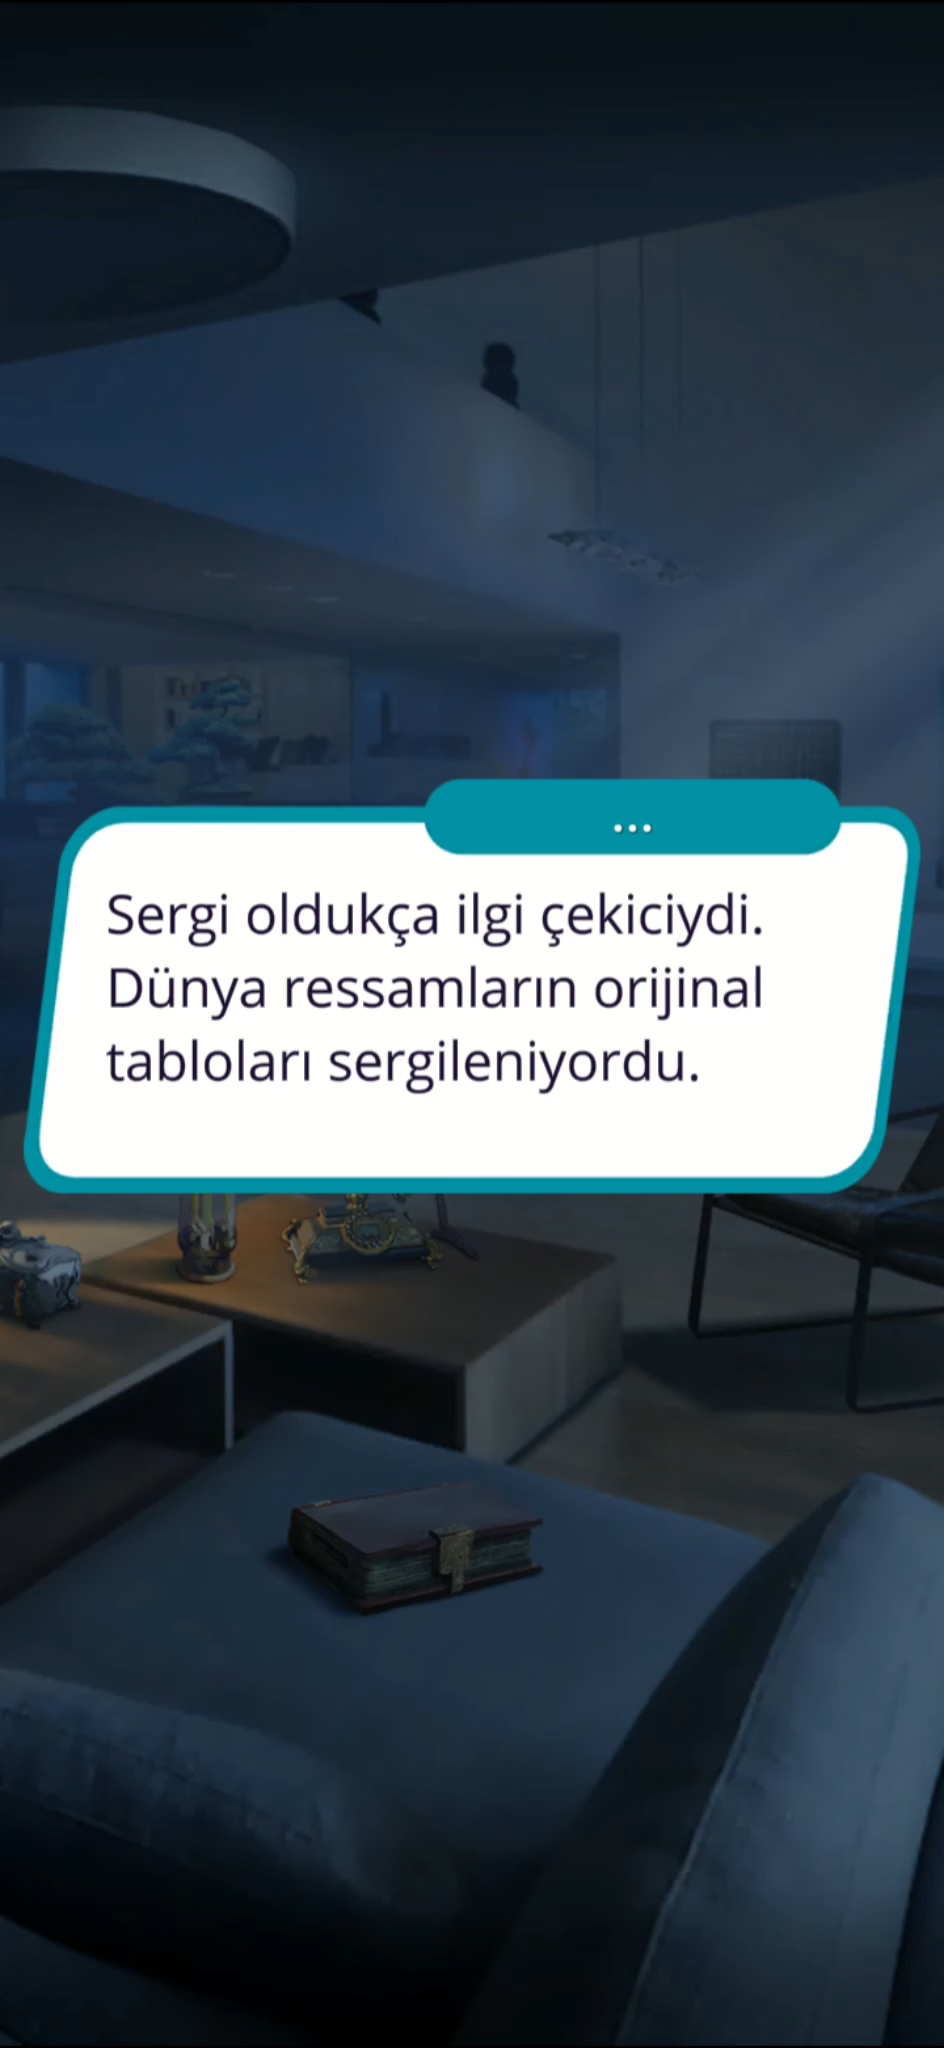 ...
Sergi oldukça ilgi çekiciydi.
Dünya ressamların orijinal
tabloları sergileniyordu.